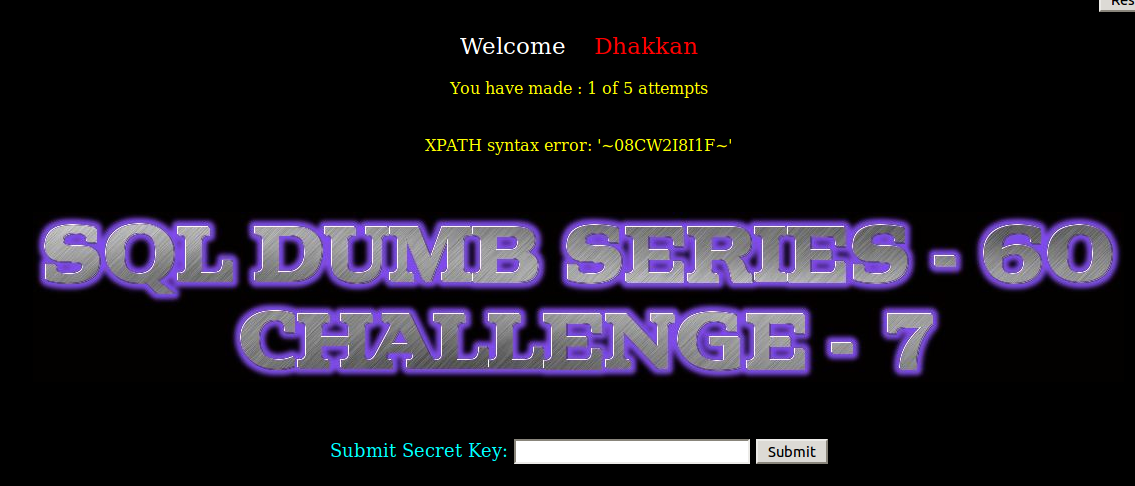 Res
Welcome Dhakkan
You have made : 1 of 5 attempts
XPATH syntax error: '~08CW2I8I1F~'
SQL DUMB SERIES - 60
CHALLENGE - 7
Submit Secret Key: Submit